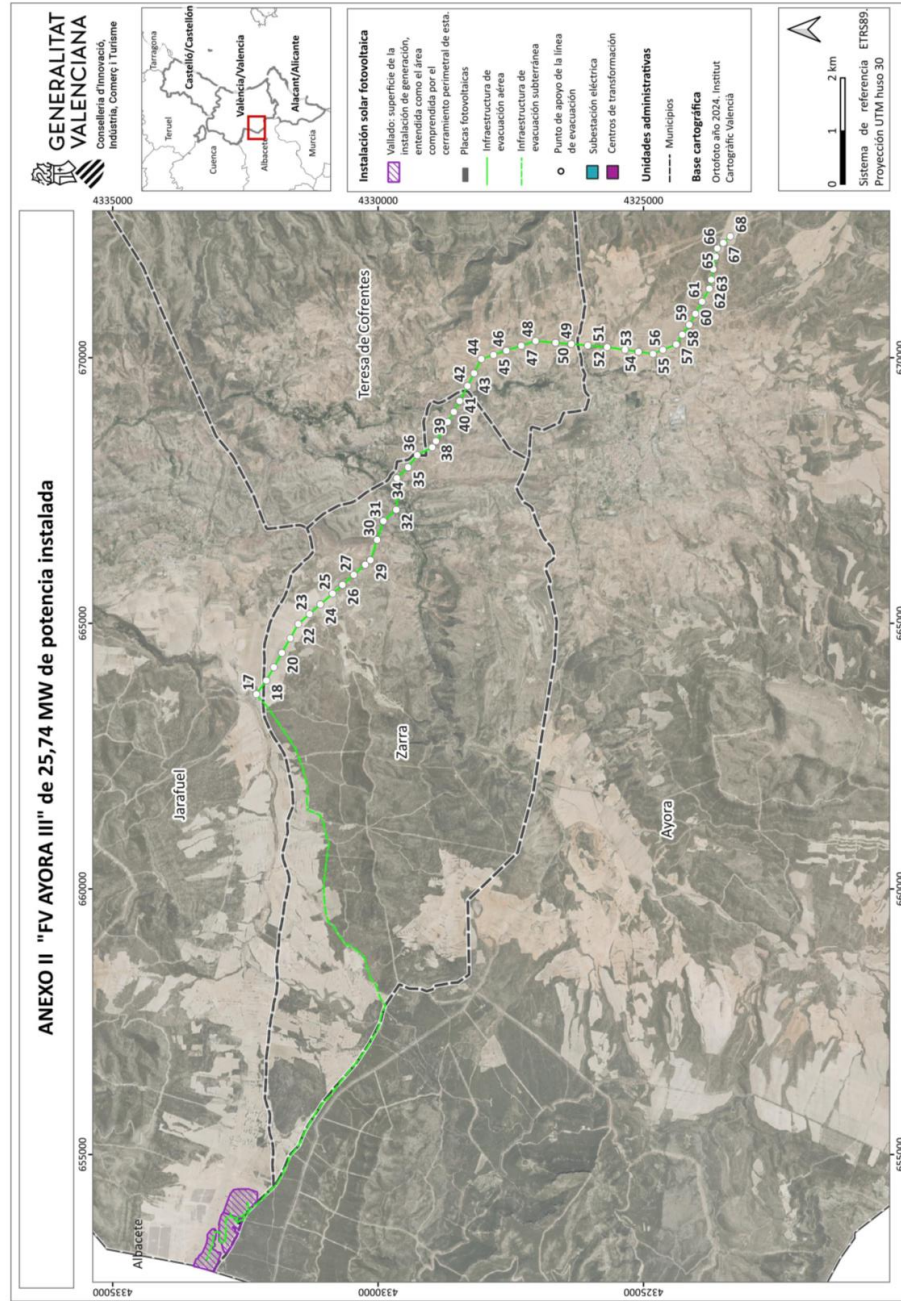 ANEXO II "FV AYORA III" de 25,74 MW de potencia instalada
GENERALITAT
VALENCIANA
Conselleria d'Innovació,
Indústria, Comerç i Turisme
Tarragona
Teruel
Castelló/Castellón
Cuenca
València/Valencia
Albacete
Alacant/Alicante
Murcia
Instalación solar fotovoltaica
Vallado: superficie de la
instalación de generación,
entendida como el área
comprendida por el
cerramiento perimetral de esta.
Placas fotovoltaicas
Infraestructura de
evacuación aérea
Infraestructura de
evacuación subterránea
Punto de apoyo de la línea
de evacuación
Subestación eléctrica
Centros de transformación
Unidades administrativas
Municipios
Base cartográfica
Ortofoto año 2024. Institut
Cartogràfic Valencià
0 1 2 km
Sistema de referencia ETRS89.
Proyección UTM huso 30
655000 660000 665000 670000
4335000
4330000
4325000
655000 660000 665000 670000
4335000
4330000
4325000
Albacete
Jarafuel
Teresa de Cofrentes
Zarra
Ayora
17
18
20
22
23
24
25
26
27
29
30
31
32
34
35
36
38
39
40
41
42
43
44
45
46
47
48
49
50
51
52
53
54
55
56
57
58
59
60
61
62
63
65
66
67
68